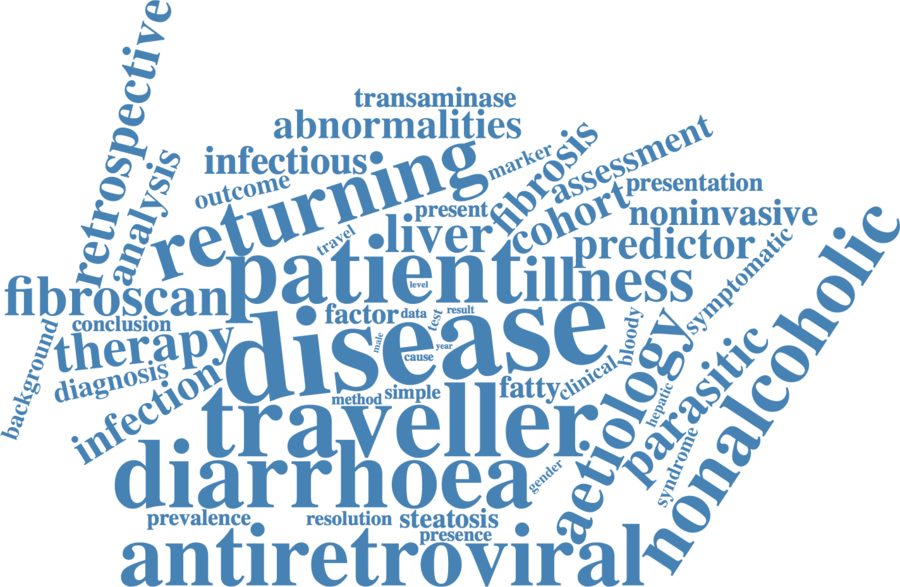 retrospective
transaminase
abnormalities
infectious
returning
marker
fibrosis
assessment
analysis
outcome
present
cohort
presentation
noninvasive
travel
liver
predictor
nonalcoholic
fibroscan
patient
level
illness
symptomatic
conclusion
factor
data
test
result
background
therapy
disease
male
cause
year
bloody
aetiology
diagnosis
infection
method
simple
fatty
clinical
hepatic
parasitic
traveller
diarrhoea
gender
syndrome
prevalence
resolution
steatosis
presence
antiretroviral